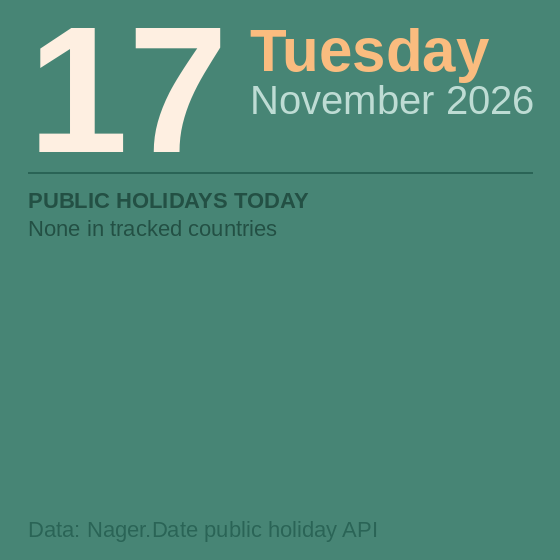 17
Tuesday
November 2026
PUBLIC HOLIDAYS TODAY
None in tracked countries
Data: Nager.Date public holiday API